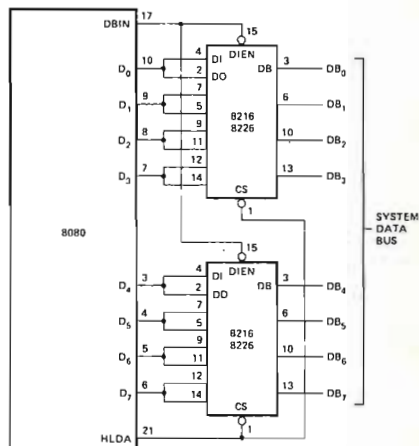 DBIN 17
15
D0 10 4 DI DIEN DB 3 DB0
2 DO
D1 9 7 6 DB1
5 8216
D2 8 9 8226 10 DB2
11
D3 7 12 13 DB3
14 CS
1
SYSTEM
DATA
BUS
8080
15
D4 3 4 DI DIEN DB 3 DB4
2 DO
D5 4 7 6 DB5
5 8216
D6 5 9 8226 10 DB6
11
D7 6 12 13 DB7
14 CS
HLDA 21 1